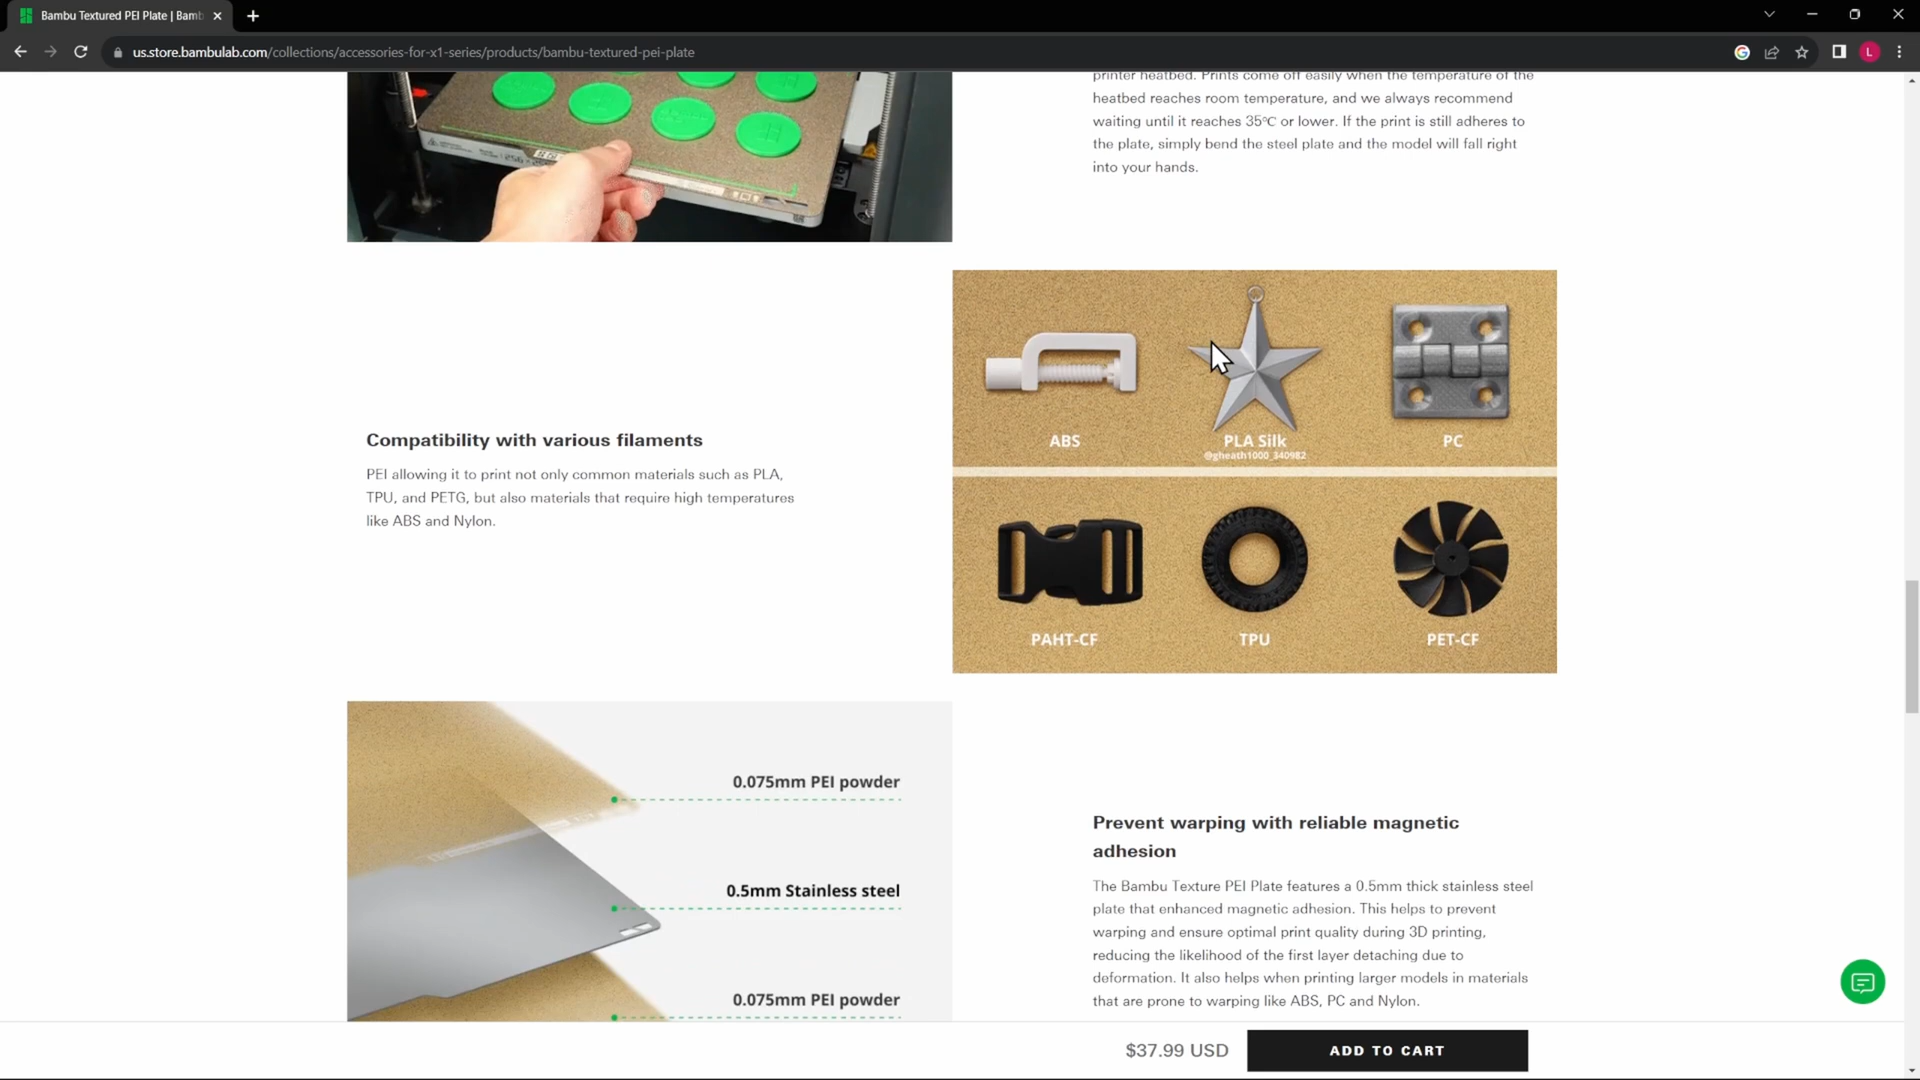 Bambu Textured PEI Plate | Bamb
us.store.bambulab.com/collections/accessories-for-x1-series/products/bambu-textured-pei-plate
L
printer heatbed. Prints come off easily when the temperature of the
heatbed reaches room temperature, and we always recommend
waiting until it reaches 35℃ or lower. If the print is still adheres to
the plate, simply bend the steel plate and the model will fall right
into your hands.
ABS
PLA Silk
PC
@gheath1000_340982
Compatibility with various filaments
PEI allowing it to print not only common materials such as PLA,
TPU, and PETG, but also materials that require high temperatures
like ABS and Nylon.
PAHT-CF
TPU
PET-CF
0.075mm PEI powder
0.5mm Stainless steel
0.075mm PEI powder
Prevent warping with reliable magnetic
adhesion
The Bambu Texture PEI Plate features a 0.5mm thick stainless steel
plate that enhanced magnetic adhesion. This helps to prevent
warping and ensure optimal print quality during 3D printing,
reducing the likelihood of the first layer detaching due to
deformation. It also helps when printing larger models in materials
that are prone to warping like ABS, PC and Nylon.
$37.99 USD
ADD TO CART